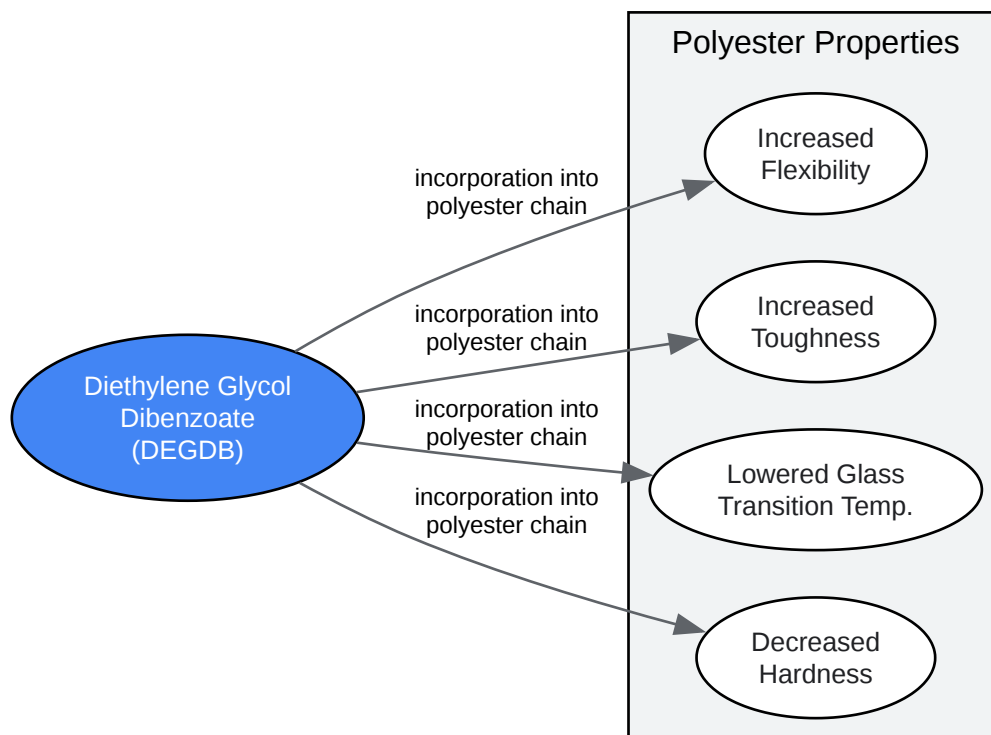 Polyester Properties
Increased
Flexibility
incorporation into
polyester chain
Increased
Toughness
incorporation into
polyester chain
Diethylene Glycol
Dibenzoate
(DEGDB)
incorporation into
polyester chain
Lowered Glass
Transition Temp.
incorporation into
polyester chain
Decreased
Hardness